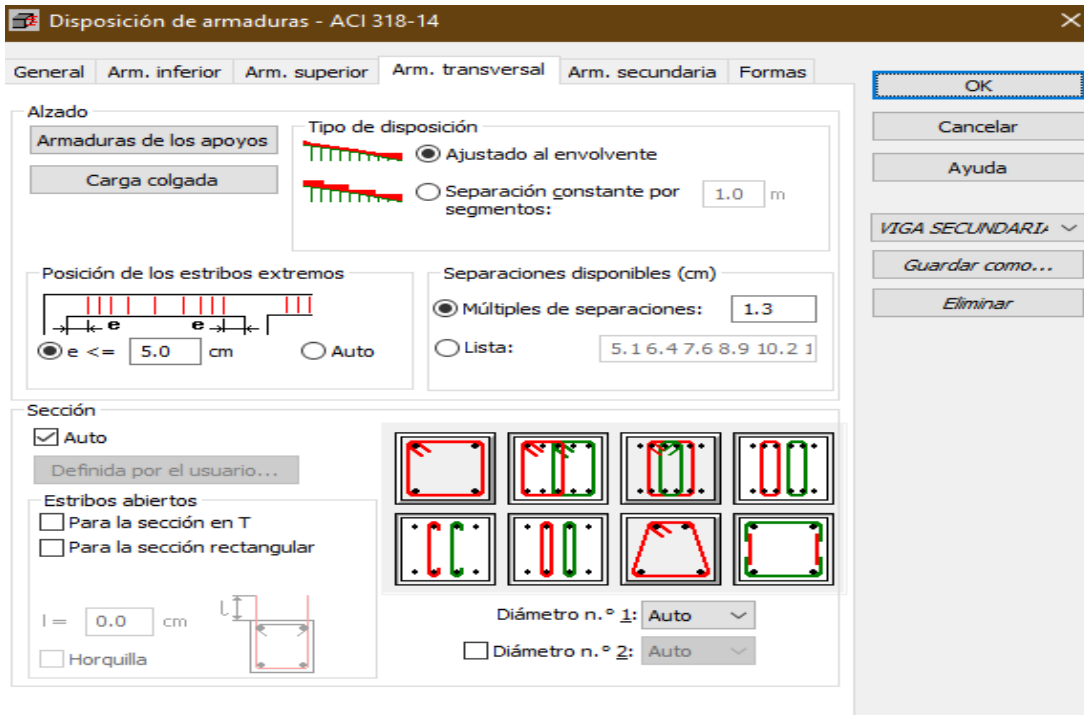 Disposición de armaduras - ACI 318-14
General Arm. inferior Arm. superior Arm. transversal Arm. secundaria Formas
OK
Cancelar
Ayuda
VIGA SECUNDARIA
Guardar como...
Eliminar
Alzado
Armaduras de los apoyos
Carga colgada
Tipo de disposición
Ajustado al envolvente
Separación constante por segmentos: 1.0 m
Posición de los estribos extremos
e e
e <= 5.0 cm Auto
Separaciones disponibles (cm)
Múltiples de separaciones: 1.3
Lista: 5.1 6.4 7.6 8.9 10.2 1
Sección
Auto
Definida por el usuario...
Estribos abiertos
Para la sección en T
Para la sección rectangular
l = 0.0 cm
l
Horquilla
Diámetro n.° 1: Auto
Diámetro n.° 2: Auto